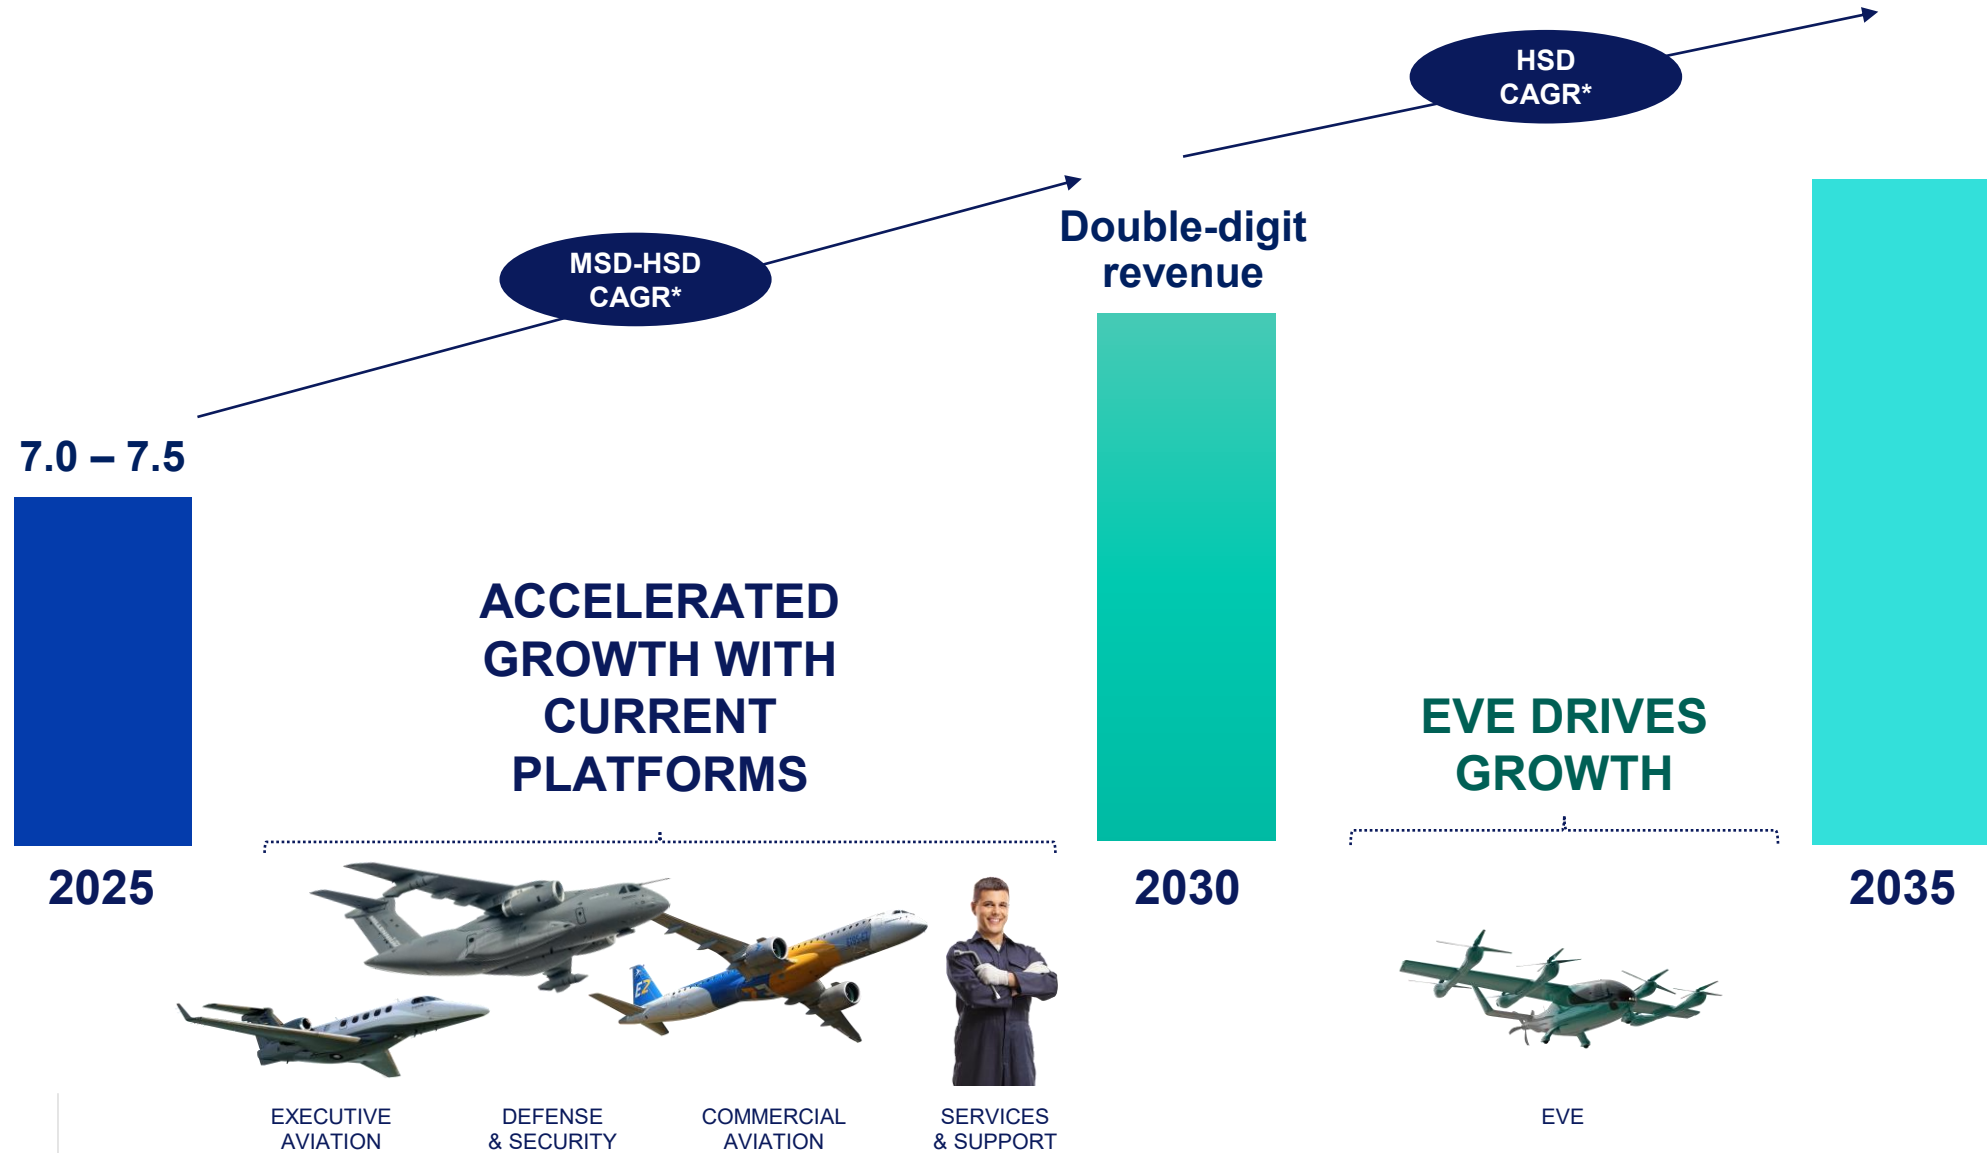 HSD
CAGR*
MSD-HSD
CAGR*
Double-digit
revenue
7.0 – 7.5
ACCELERATED
GROWTH WITH
CURRENT
PLATFORMS
EVE DRIVES
GROWTH
2025
2030
2035
E2
EXECUTIVE
AVIATION
DEFENSE
& SECURITY
COMMERCIAL
AVIATION
SERVICES
& SUPPORT
EVE